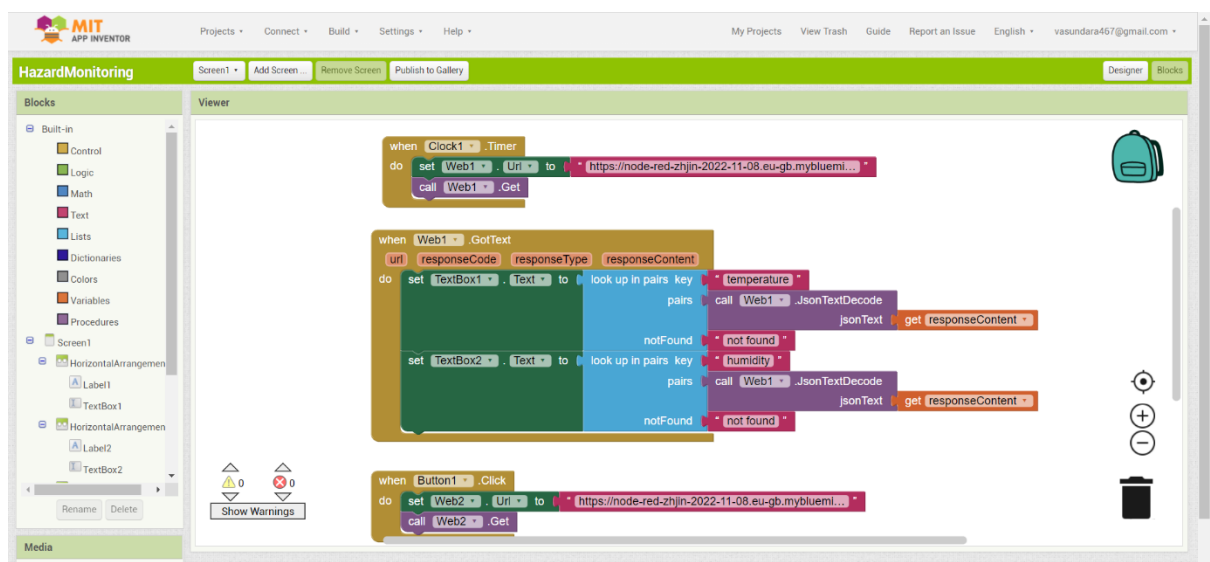 MIT
APP INVENTOR
Projects Connect Build Settings Help My Projects View Trash Guide Report an Issue English vasundara467@gmail.com
HazardMonitoring Screen1 Add Screen ... Remove Screen Publish to Gallery Designer Blocks
Blocks Viewer
Built-in
Control
Logic
Math
Text
Lists
Dictionaries
Colors
Variables
Procedures
Screen1
HorizontalArrangemen
Label1
TextBox1
HorizontalArrangemen
Label2
TextBox2
Rename Delete
Media
when Clock1 .Timer
do set Web1 . Url to " https://node-red-zhjin-2022-11-08.eu-gb.mybluemi... "
call Web1 .Get
when Web1 .GotText
url responseCode responseType responseContent
do set TextBox1 . Text to look up in pairs key " temperature "
pairs call Web1 .JsonTextDecode
jsonText get responseContent
notFound " not found "
set TextBox2 . Text to look up in pairs key " humidity "
pairs call Web1 .JsonTextDecode
jsonText get responseContent
notFound " not found "
when Button1 .Click
do set Web2 . Url to " https://node-red-zhjin-2022-11-08.eu-gb.mybluemi... "
call Web2 .Get
0 0
Show Warnings